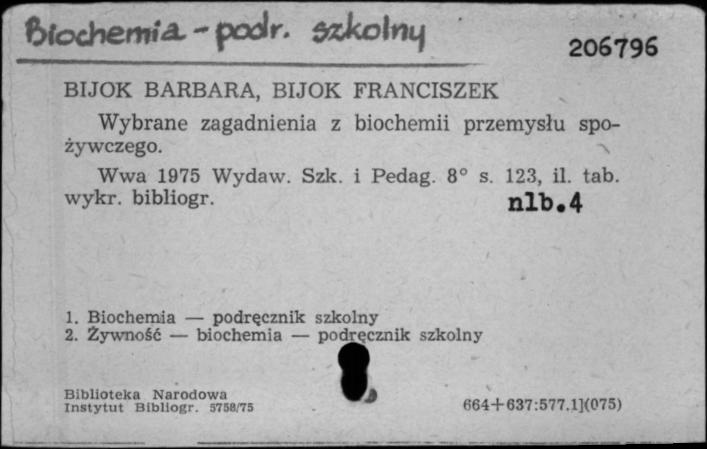 Biochemia - podr. szkolny
206796
BIJOK BARBARA, BIJOK FRANCISZEK
Wybrane zagadnienia z biochemii przemysłu spo-
żywczego.
Wwa 1975 Wydaw. Szk. i Pedag. 8° s. 123, il. tab.
wykr. bibliogr.
nlb.4
1. Biochemia — podręcznik szkolny
2. Żywność — biochemia — podręcznik szkolny
Biblioteka Narodowa
Instytut Bibliogr. 5758/75
664+637:577.1](075)